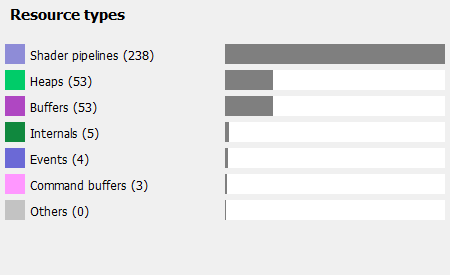 Resource types
Shader pipelines (238)
Heaps (53)
Buffers (53)
Internals (5)
Events (4)
Command buffers (3)
Others (0)